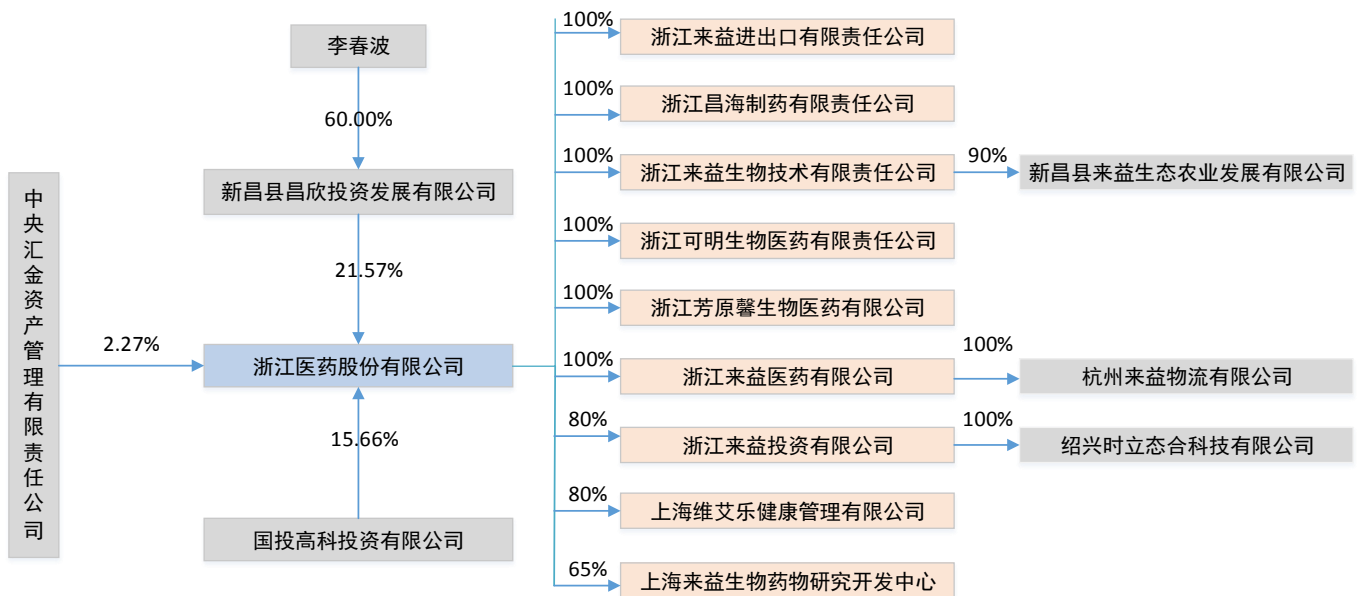 李春波
60.00%
新昌县昌欣投资发展有限公司
21.57%
中央汇金资产管理有限责任公司
2.27%
浙江医药股份有限公司
15.66%
国投高科投资有限公司
100%
浙江来益进出口有限责任公司
100%
浙江昌海制药有限责任公司
100%
浙江来益生物技术有限责任公司
90%
新昌县来益生态农业发展有限公司
100%
浙江可明生物医药有限责任公司
100%
浙江芳原馨生物医药有限公司
100%
浙江来益医药有限公司
100%
杭州来益物流有限公司
80%
浙江来益投资有限公司
100%
绍兴时立态合科技有限公司
80%
上海维艾乐健康管理有限公司
65%
上海来益生物药物研究开发中心